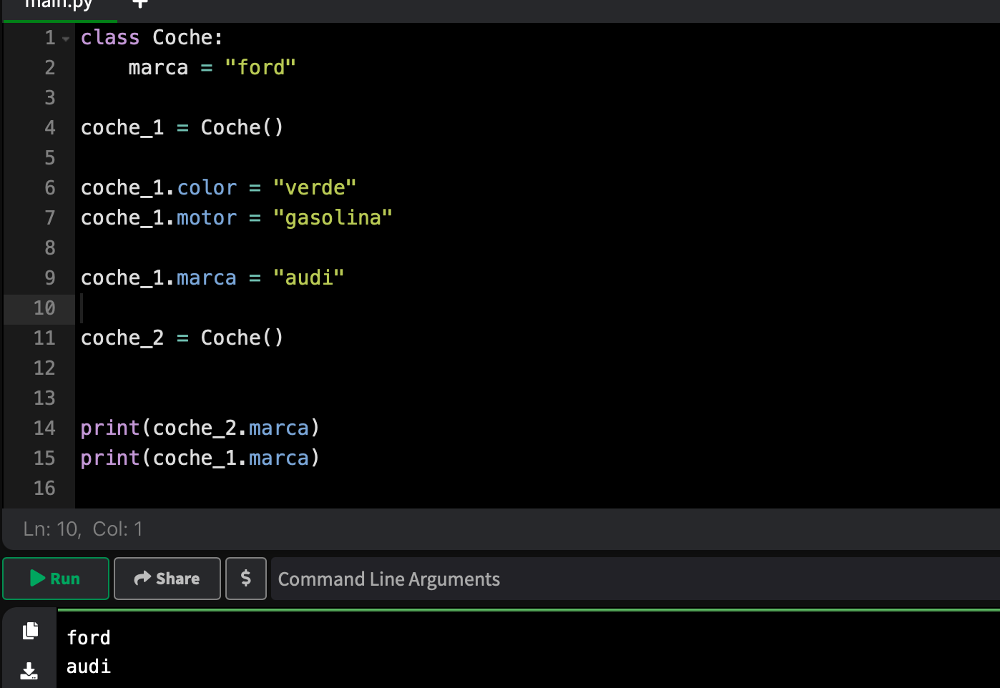 main.py +
1 class Coche:
2     marca = "ford"
3
4 coche_1 = Coche()
5
6 coche_1.color = "verde"
7 coche_1.motor = "gasolina"
8
9 coche_1.marca = "audi"
10
11 coche_2 = Coche()
12
13
14 print(coche_2.marca)
15 print(coche_1.marca)
16
Ln: 10, Col: 1
Run Share $ Command Line Arguments
ford
audi